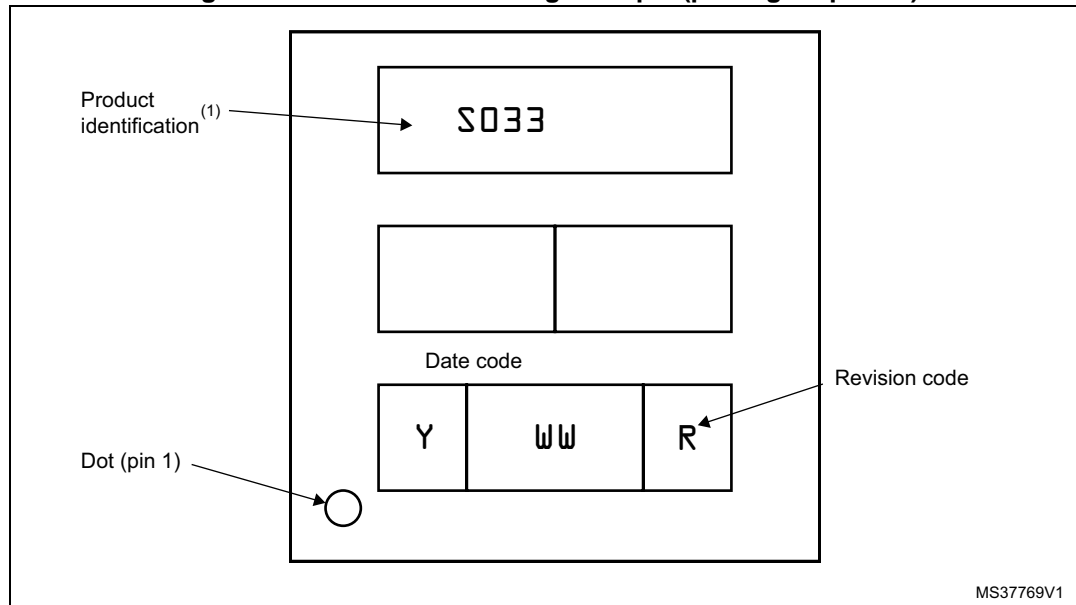 Product
identification(1)
S033
Date code
Revision code
Y WW R
Dot (pin 1)
MS37769V1